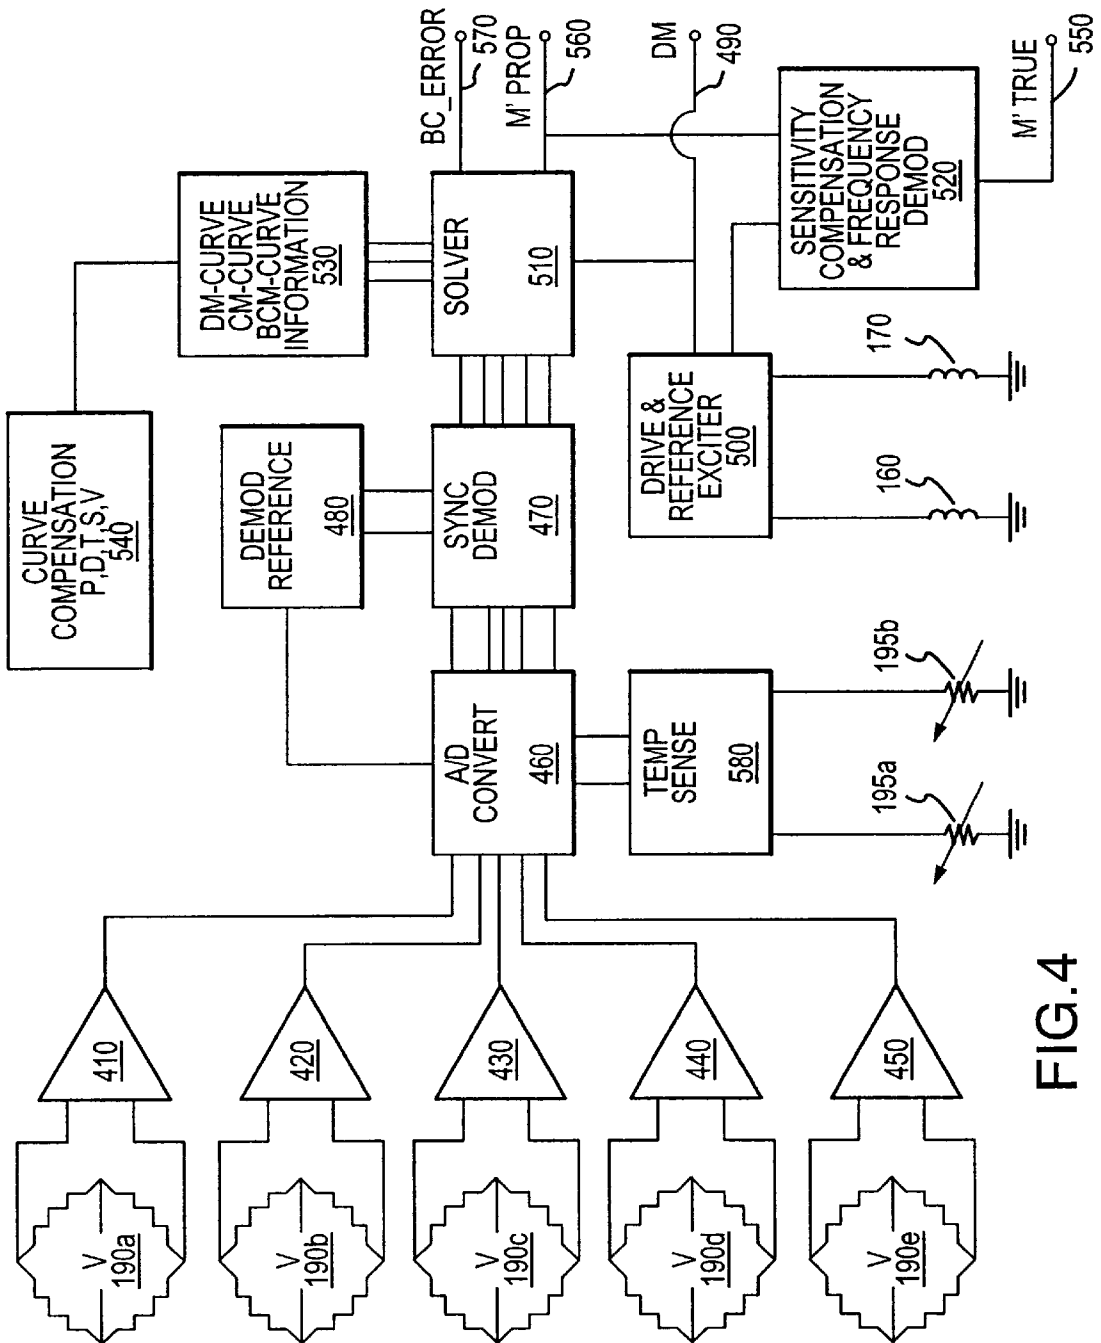 CURVE
COMPENSATION
P,D,T,S,V
540
DM-CURVE
CM-CURVE
BCM-CURVE
INFORMATION
530
DEMOD
REFERENCE
480
BC_ERROR
570
M' PROP
560
DM
490
M' TRUE
550
SOLVER
510
SYNC
DEMOD
470
A/D
CONVERT
460
SENSITIVITY
COMPENSATION
& FREQUENCY
RESPONSE
DEMOD
520
DRIVE &
REFERENCE
EXCITER
500
TEMP
SENSE
580
170
160
195b
195a
410
420
430
440
450
V
190a
V
190b
V
190c
V
190d
V
190e
FIG.4